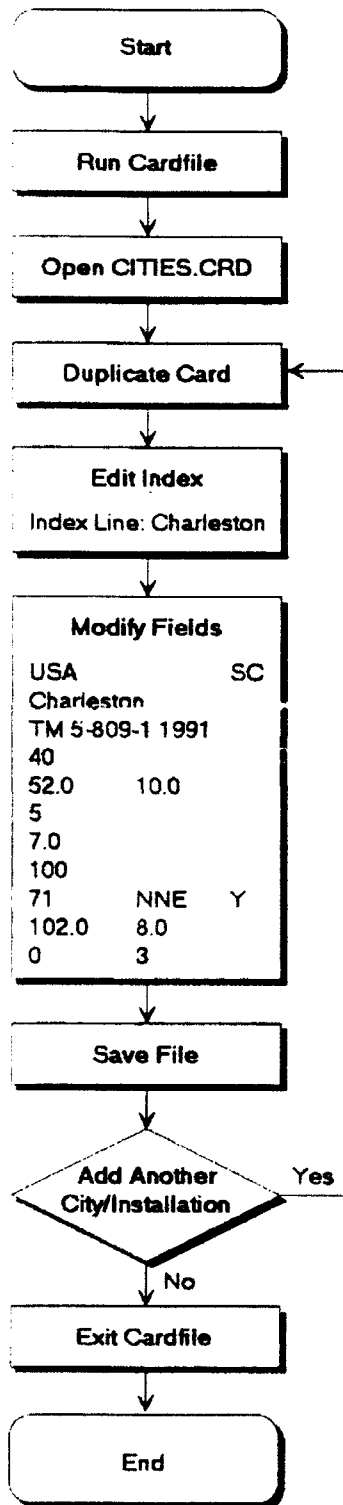 Start
Run Cardfile
Open CITIES.CRD
Duplicate Card
Edit Index
Index Line: Charleston
Modify Fields
USA SC
Charleston
TM 5-809-1 1991
40
52.0 10.0
5
7.0
100
71 NNE Y
102.0 8.0
0 3
Save File
Add Another
City/Installation
Yes
No
Exit Cardfile
End